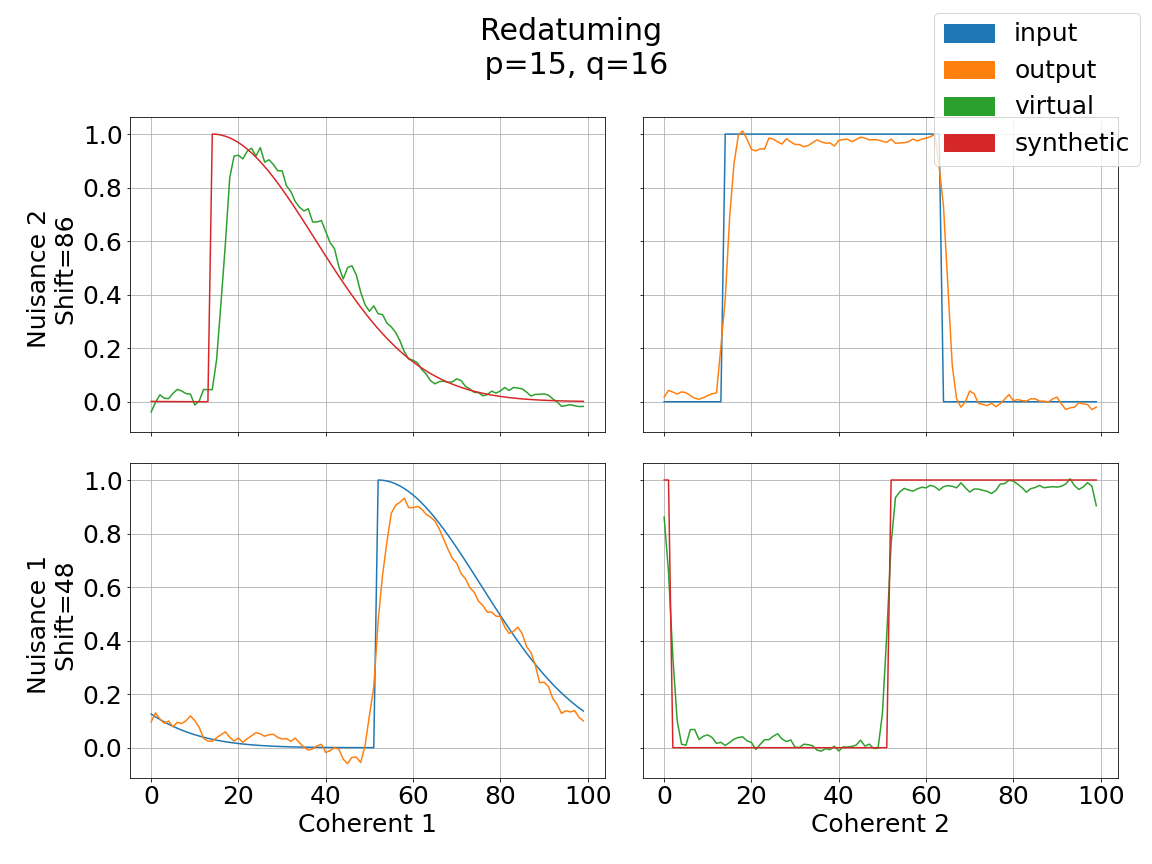 Redatuming
p=15, q=16
input
output
virtual
synthetic
Nuisance 2
Shift=86
1.0
0.8
0.6
0.4
0.2
0.0
Nuisance 1
Shift=48
1.0
0.8
0.6
0.4
0.2
0.0
0 20 40 60 80 100
Coherent 1
0 20 40 60 80 100
Coherent 2